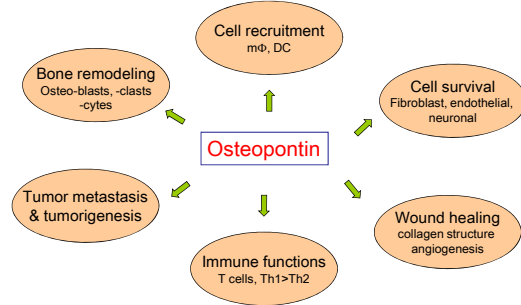 Cell recruitment
mΦ, DC
Bone remodeling
Osteo-blasts, -clasts
-cytes
Cell survival
Fibroblast, endothelial,
neuronal
Osteopontin
Tumor metastasis
& tumorigenesis
Wound healing
collagen structure
angiogenesis
Immune functions
T cells, Th1>Th2